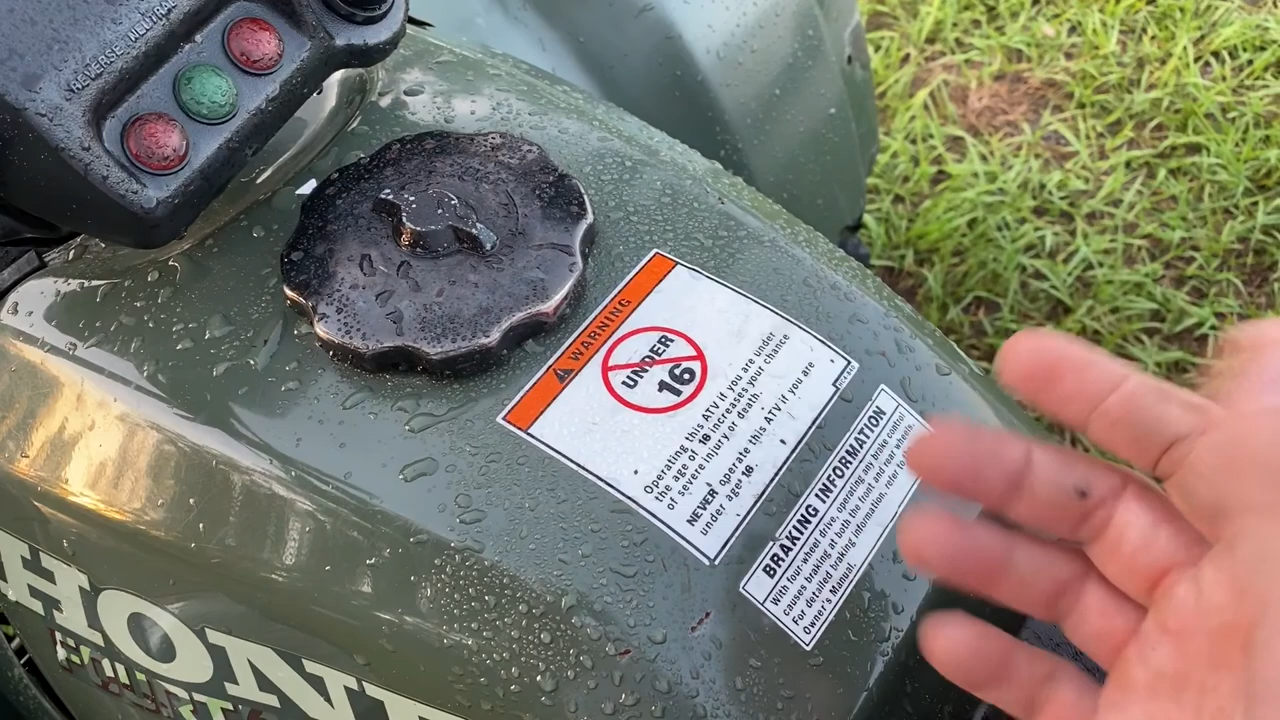 REVERSE NEUTRAL
WARNING
UNDER
16
Operating this ATV if you are under
the age of 16 increases your chance
of severe injury or death.
NEVER operate this ATV if you are
under age 16.
BRAKING INFORMATION
With four-wheel drive, operating any brake control
causes braking at both the front and rear wheels.
For detailed braking information, refer to
Owner's Manual.
HON